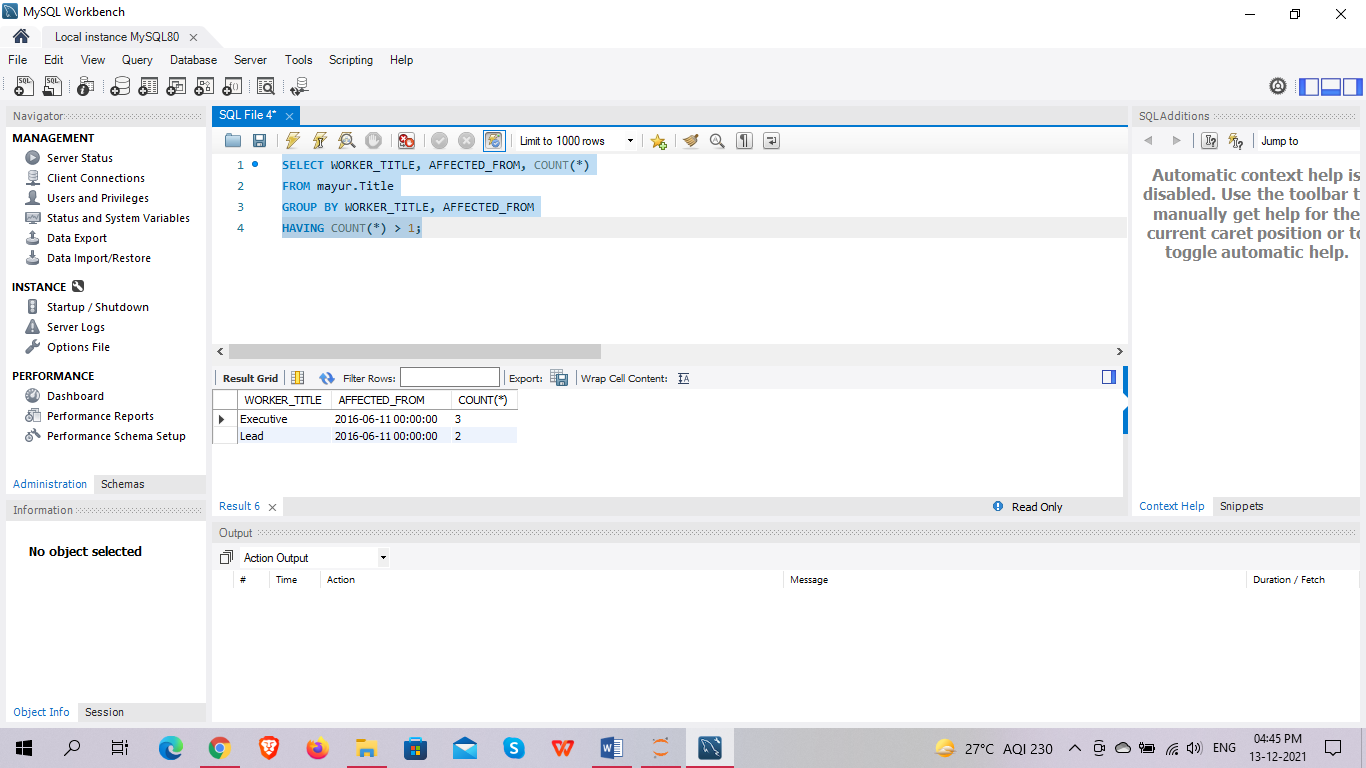 MySQL Workbench
Local instance MySQL80
File Edit View Query Database Server Tools Scripting Help
Navigator
MANAGEMENT
Server Status
Client Connections
Users and Privileges
Status and System Variables
Data Export
Data Import/Restore
INSTANCE
Startup / Shutdown
Server Logs
Options File
PERFORMANCE
Dashboard
Performance Reports
Performance Schema Setup
Administration Schemas
Information
No object selected
Object Info Session
SQL File 4*
Limit to 1000 rows
1 SELECT WORKER_TITLE, AFFECTED_FROM, COUNT(*)
2 FROM mayur.Title
3 GROUP BY WORKER_TITLE, AFFECTED_FROM
4 HAVING COUNT(*) > 1;
Result Grid Filter Rows: Export: Wrap Cell Content:
WORKER_TITLE AFFECTED_FROM COUNT(*)
Executive 2016-06-11 00:00:00 3
Lead 2016-06-11 00:00:00 2
Result 6 Read Only
Output
Action Output
# Time Action Message Duration / Fetch
SQLAdditions
Jump to
Automatic context help is
disabled. Use the toolbar t
manually get help for the
current caret position or to
toggle automatic help.
Context Help Snippets
27°C AQI 230 ENG 04:45 PM
13-12-2021